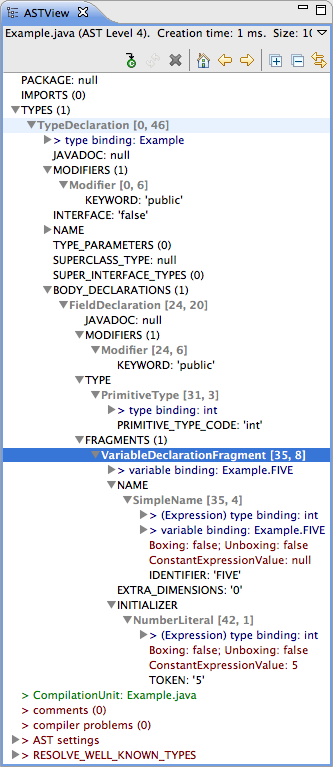 ASTView
Example.java (AST Level 4). Creation time: 1 ms. Size:
PACKAGE: null
IMPORTS (0)
TYPES (1)
TypeDeclaration [0, 46]
> type binding: Example
JAVADOC: null
MODIFIERS (1)
Modifier [0, 6]
KEYWORD: 'public'
INTERFACE: 'false'
NAME
TYPE_PARAMETERS (0)
SUPERCLASS_TYPE: null
SUPER_INTERFACE_TYPES (0)
BODY_DECLARATIONS (1)
FieldDeclaration [24, 20]
JAVADOC: null
MODIFIERS (1)
Modifier [24, 6]
KEYWORD: 'public'
TYPE
PrimitiveType [31, 3]
> type binding: int
PRIMITIVE_TYPE_CODE: 'int'
FRAGMENTS (1)
VariableDeclarationFragment [35, 8]
> variable binding: Example.FIVE
NAME
SimpleName [35, 4]
> (Expression) type binding: int
> variable binding: Example.FIVE
Boxing: false; Unboxing: false
ConstantExpressionValue: null
IDENTIFIER: 'FIVE'
EXTRA_DIMENSIONS: '0'
INITIALIZER
NumberLiteral [42, 1]
> (Expression) type binding: int
Boxing: false; Unboxing: false
ConstantExpressionValue: 5
TOKEN: '5'
> CompilationUnit: Example.java
> comments (0)
> compiler problems (0)
> AST settings
> RESOLVE_WELL_KNOWN_TYPES